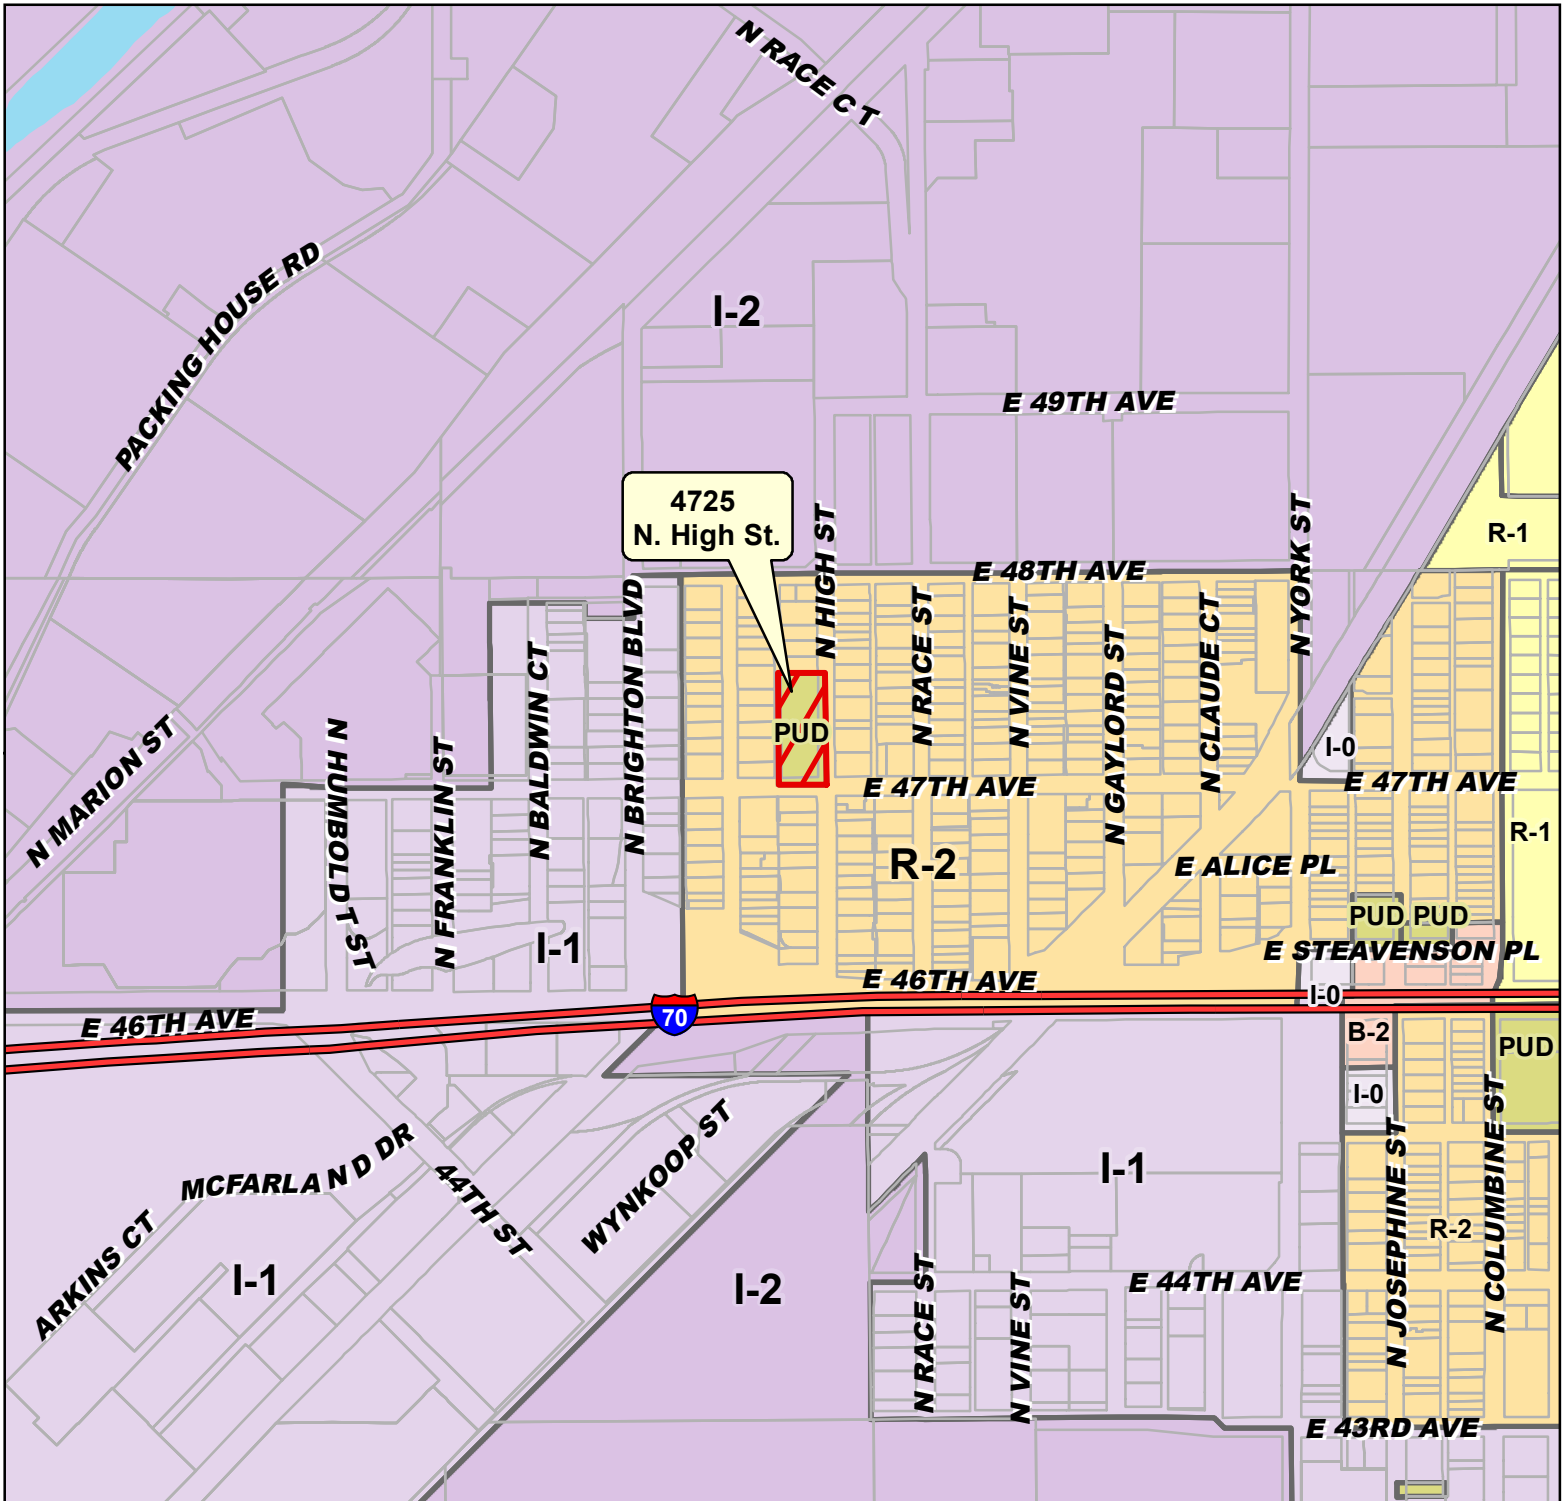 N RACE C T
PACKING HOUSE RD
I-2
E 49TH AVE
4725
N. High St.
N HIGH ST
N YORK ST
R-1
E 48TH AVE
N BRIGHTON BLVD
N RACE ST
N VINE ST
N GAYLORD ST
N CLAUDE CT
N BALDWIN CT
N MARION ST
N HUMBOLDT ST
N FRANKLIN ST
PUD
I-0
E 47TH AVE
E 47TH AVE
R-1
R-2
E ALICE PL
PUD
PUD
I-1
E STEAVENSON PL
E 46TH AVE
I-0
E 46TH AVE
70
B-2
PUD
I-0
MCFARLAND DR
44TH ST
WYNKOOP ST
I-1
N JOSEPHINE ST
N COLUMBINE ST
R-2
ARKINS CT
I-1
I-2
N RACE ST
N VINE ST
E 44TH AVE
E 43RD AVE